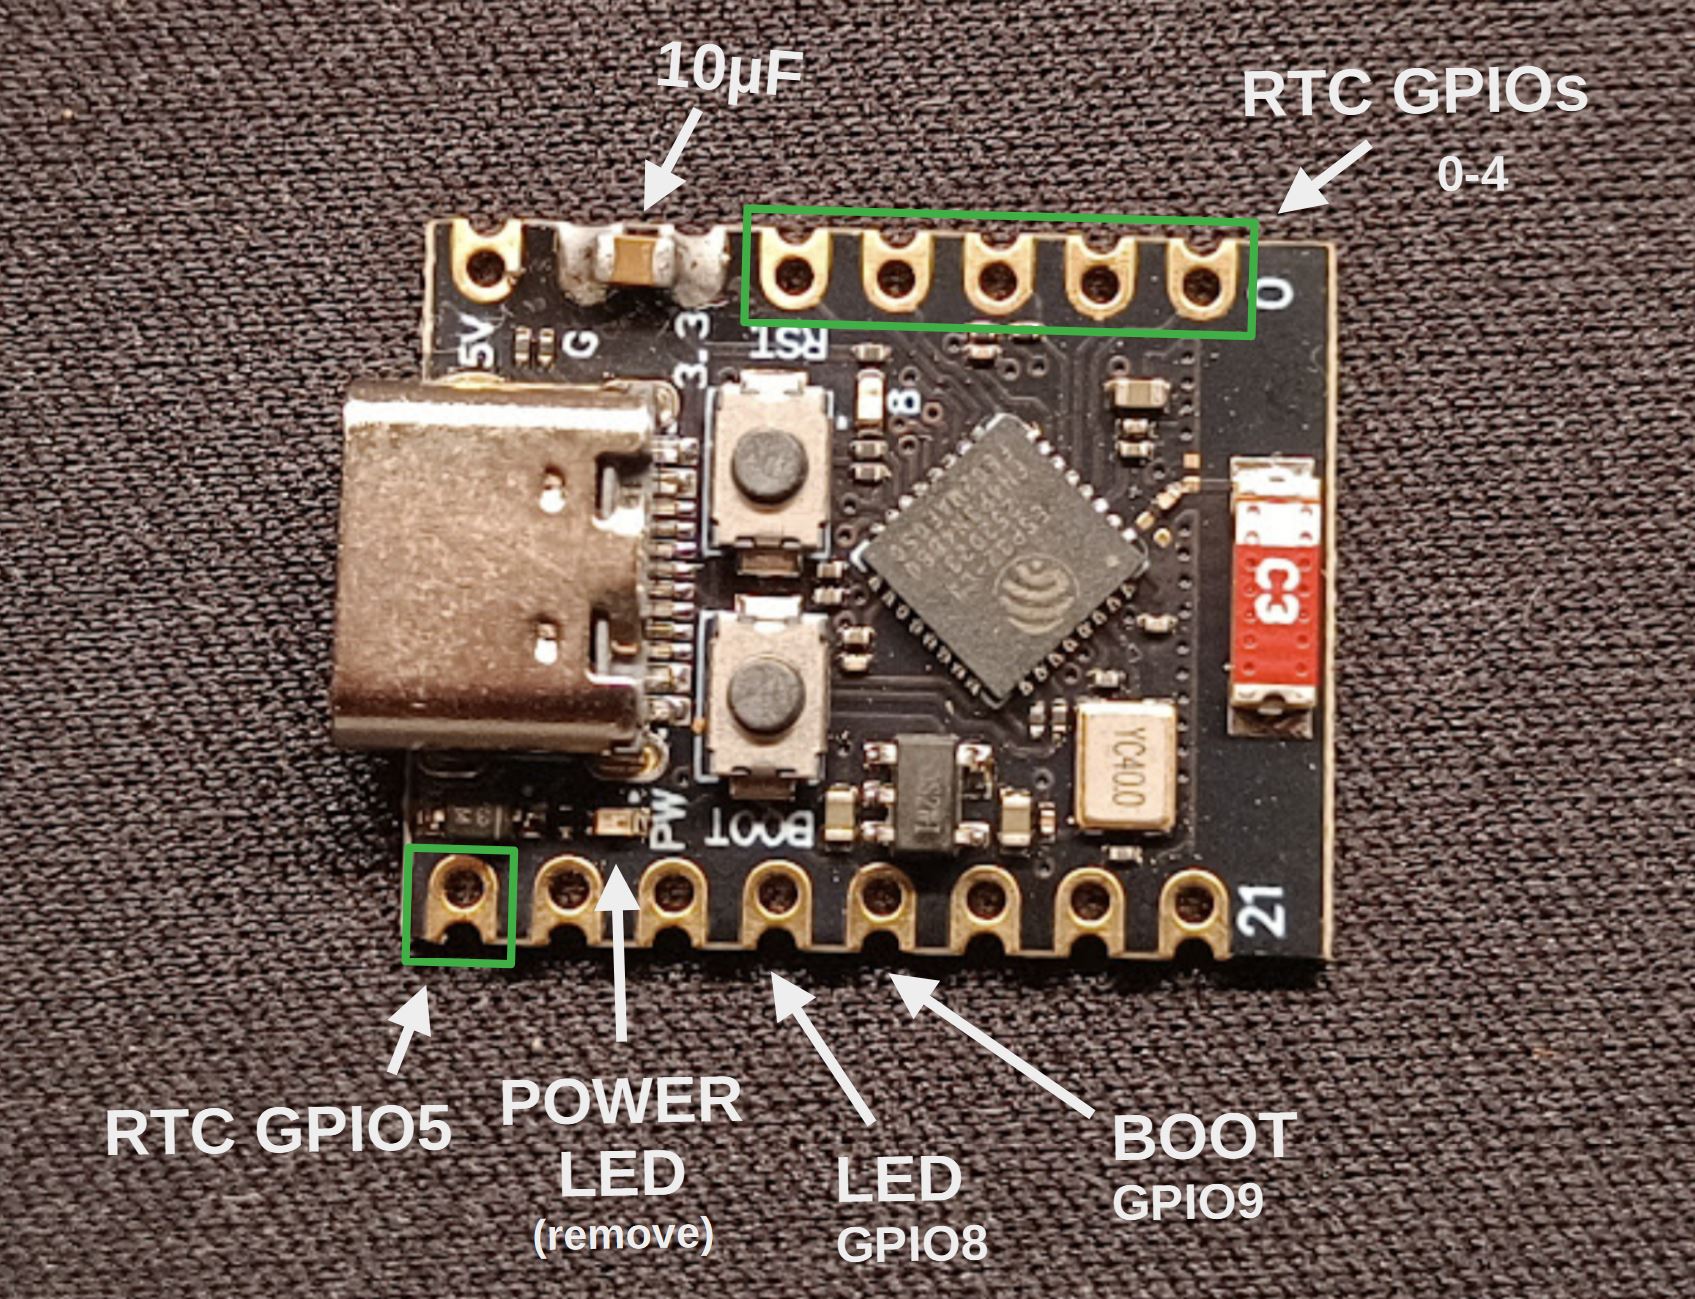 10µF
RTC GPIOs
0-4
5V
G
3.3
RST
0
8
C3
YC40.0
PW
BOOT
21
RTC GPIO5
POWER
LED
(remove)
LED
GPIO8
BOOT
GPIO9